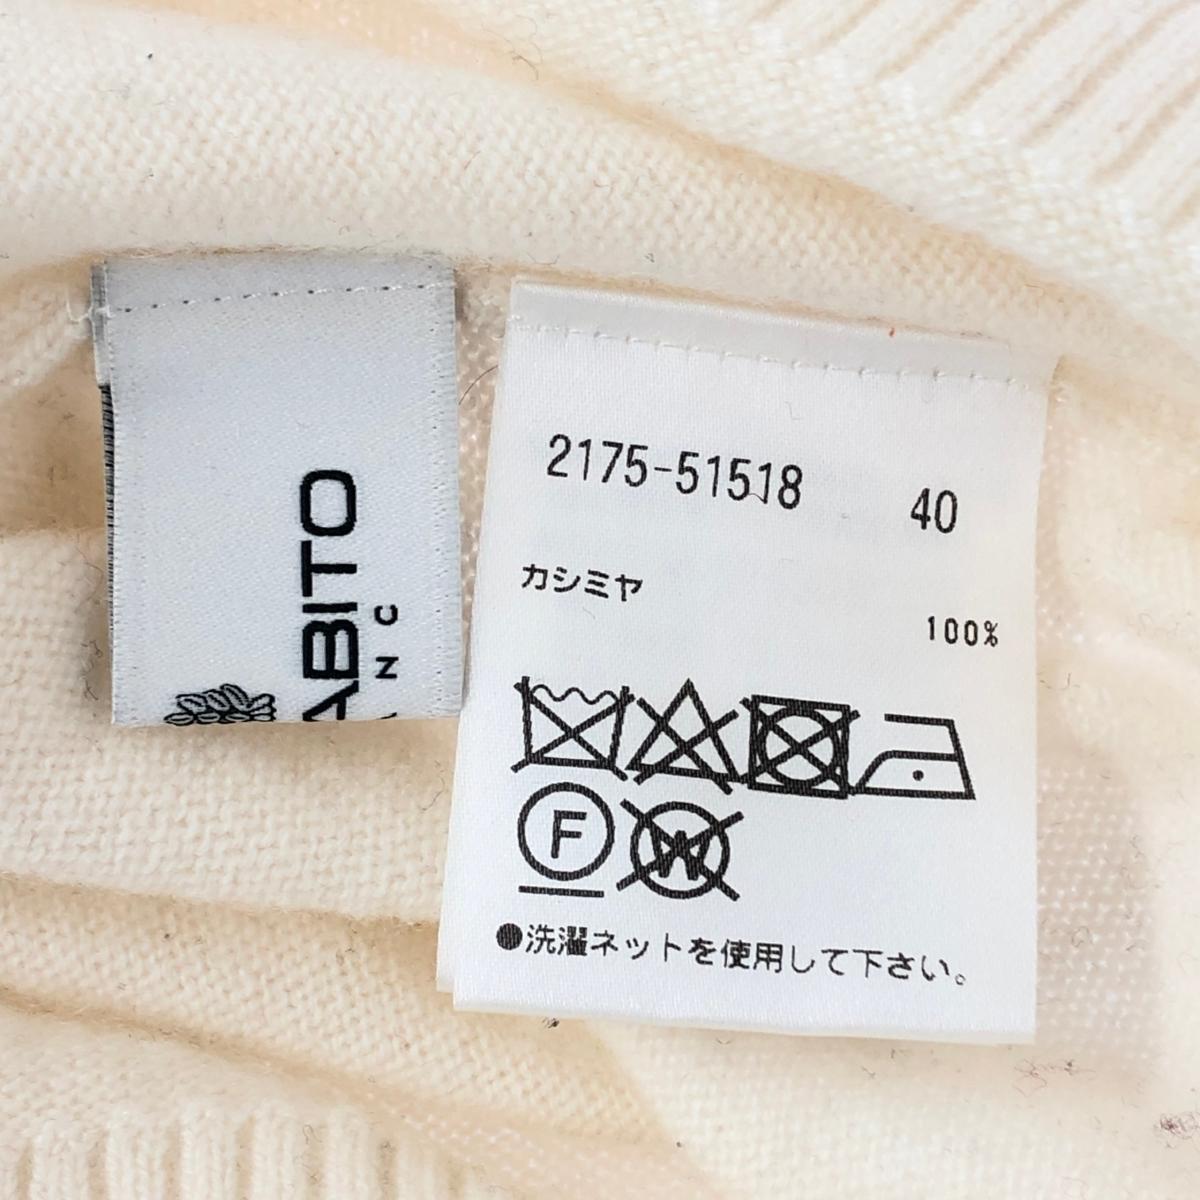 ABITO
NC
2175-51518 40
カシミヤ
100%
F
W
●洗濯ネットを使用して下さい。